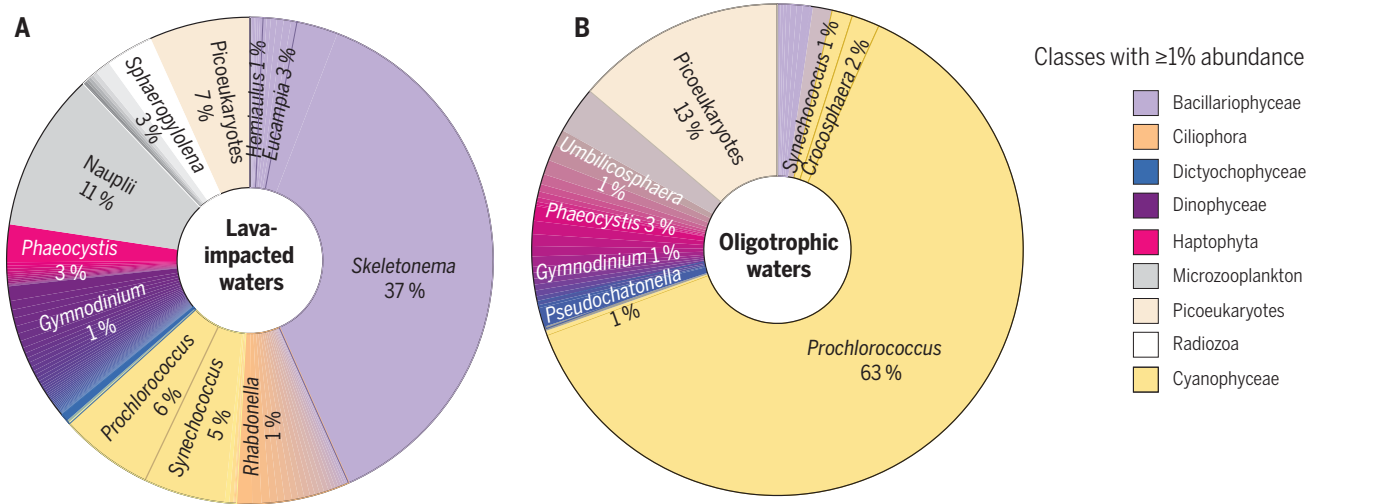 A
Hemiaulus 1 %
Eucampia 3 %
Skeletonema
37 %
Rhabdonella
1 %
Synechococcus
5 %
Prochlorococcus
6 %
Gymnodinium
1 %
Phaeocystis
3 %
Nauplii
11 %
Sphaeropylolena
3 %
Picoeukaryotes
7 %
Lava-
impacted
waters
B
Synechococcus 1 %
Crocosphaera 2 %
Prochlorococcus
63 %
Pseudochatonella
1 %
Gymnodinium 1 %
Phaeocystis 3 %
Umbilicosphaera
1 %
Picoeukaryotes
13 %
Oligotrophic
waters
Classes with ≥1% abundance
Bacillariophyceae
Ciliophora
Dictyochophyceae
Dinophyceae
Haptophyta
Microzooplankton
Picoeukaryotes
Radiozoa
Cyanophyceae